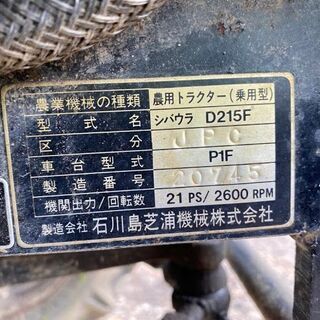 農業機械の種類 農用トラクター(乗用型)
型式名 シバウラ D215F
区分 JPC
車台型式 P1F
製造番号 20745
機関出力/回転数 21 PS/2600 RPM
製造会社 石川島芝浦機械株式会社